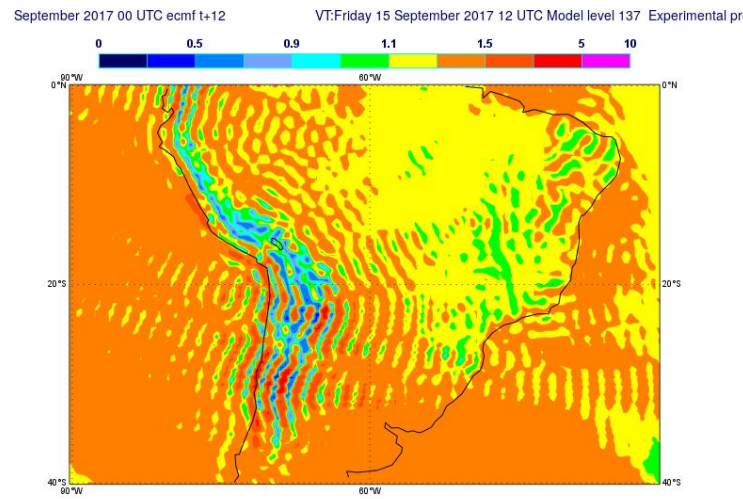 September 2017 00 UTC ecmf t+12 VT:Friday 15 September 2017 12 UTC Model level 137 Experimental pr
0 0.5 0.9 1.1 1.5 5 10
90°W 60°W
0°N 0°N
20°S
40°S 40°S
90°W 60°W